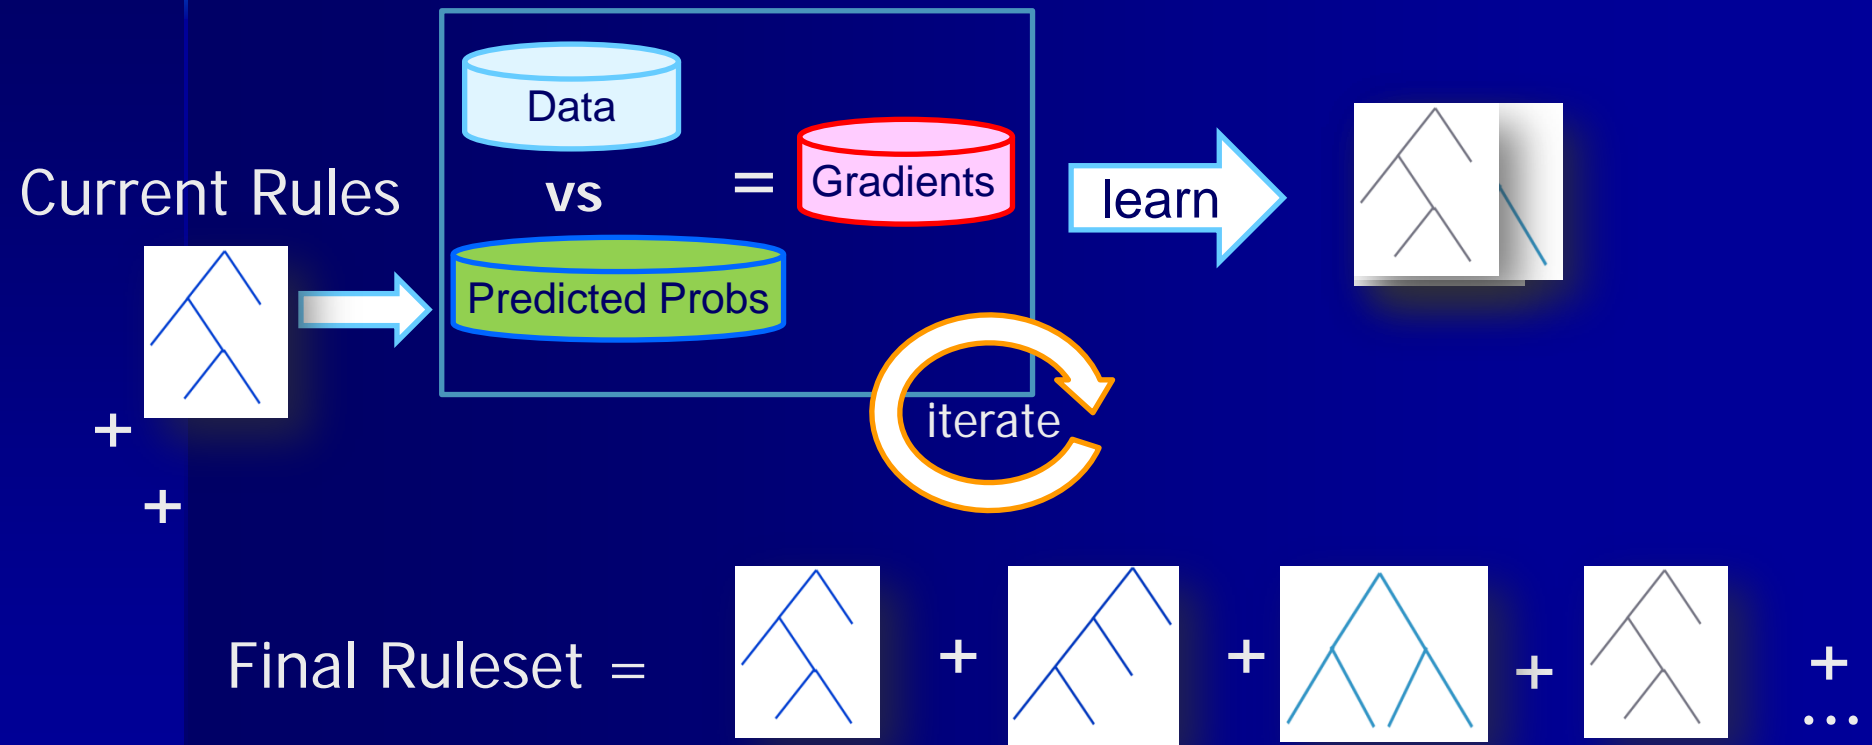 Data
Current Rules
vs
=
Gradients
learn
Predicted Probs
+
iterate
+
Final Ruleset =
+
+
+
+
...